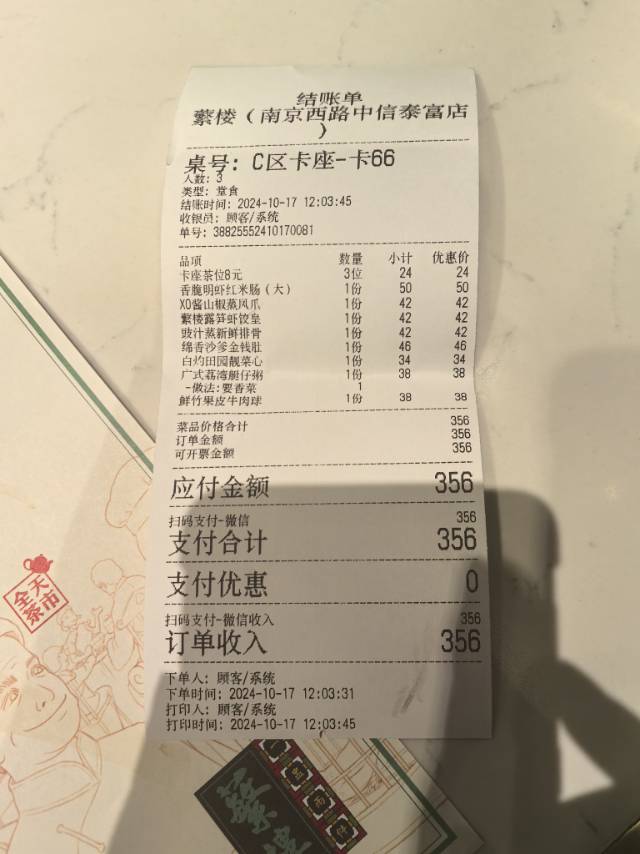 结账单
蘩楼（南京西路中信泰富店
）
桌号: C区卡座-卡66
人数: 3
类型: 堂食
结账时间: 2024-10-17 12:03:45
收银员: 顾客/系统
单号: 38825552410170081
品项 数量 小计 优惠价
卡座茶位8元 3位 24 24
香脆明虾红米肠（大） 1份 50 50
XO酱山椒蒸凤爪 1份 42 42
蘩楼露笋虾饺皇 1份 42 42
豉汁蒸新鲜排骨 1份 42 42
绵香沙爹金钱肚 1份 46 46
白灼田园靓菜心 1份 34 34
广式荔湾艇仔粥 1份 38 38
-做法:要香菜 1
鲜竹果皮牛肉球 1份 38 38
菜品价格合计 356
订单金额 356
可开票金额 356
应付金额 356
扫码支付-微信 356
支付合计 356
支付优惠 0
扫码支付-微信收入 356
订单收入 356
下单人: 顾客/系统
下单时间: 2024-10-17 12:03:31
打印人: 顾客/系统
打印时间: 2024-10-17 12:03:45
全天
茶市
一盅两件
蘩楼